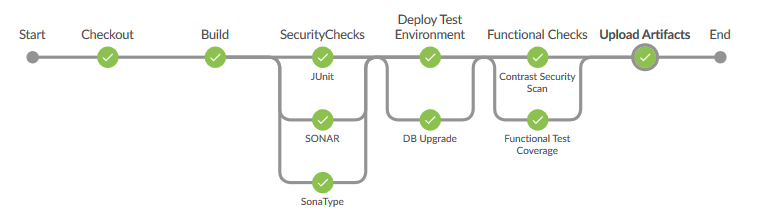 Start
Checkout
Build
SecurityChecks
Deploy Test
Environment
Functional Checks
Upload Artifacts
End
JUnit
Contrast Security
Scan
SONAR
DB Upgrade
Functional Test
Coverage
SonaType